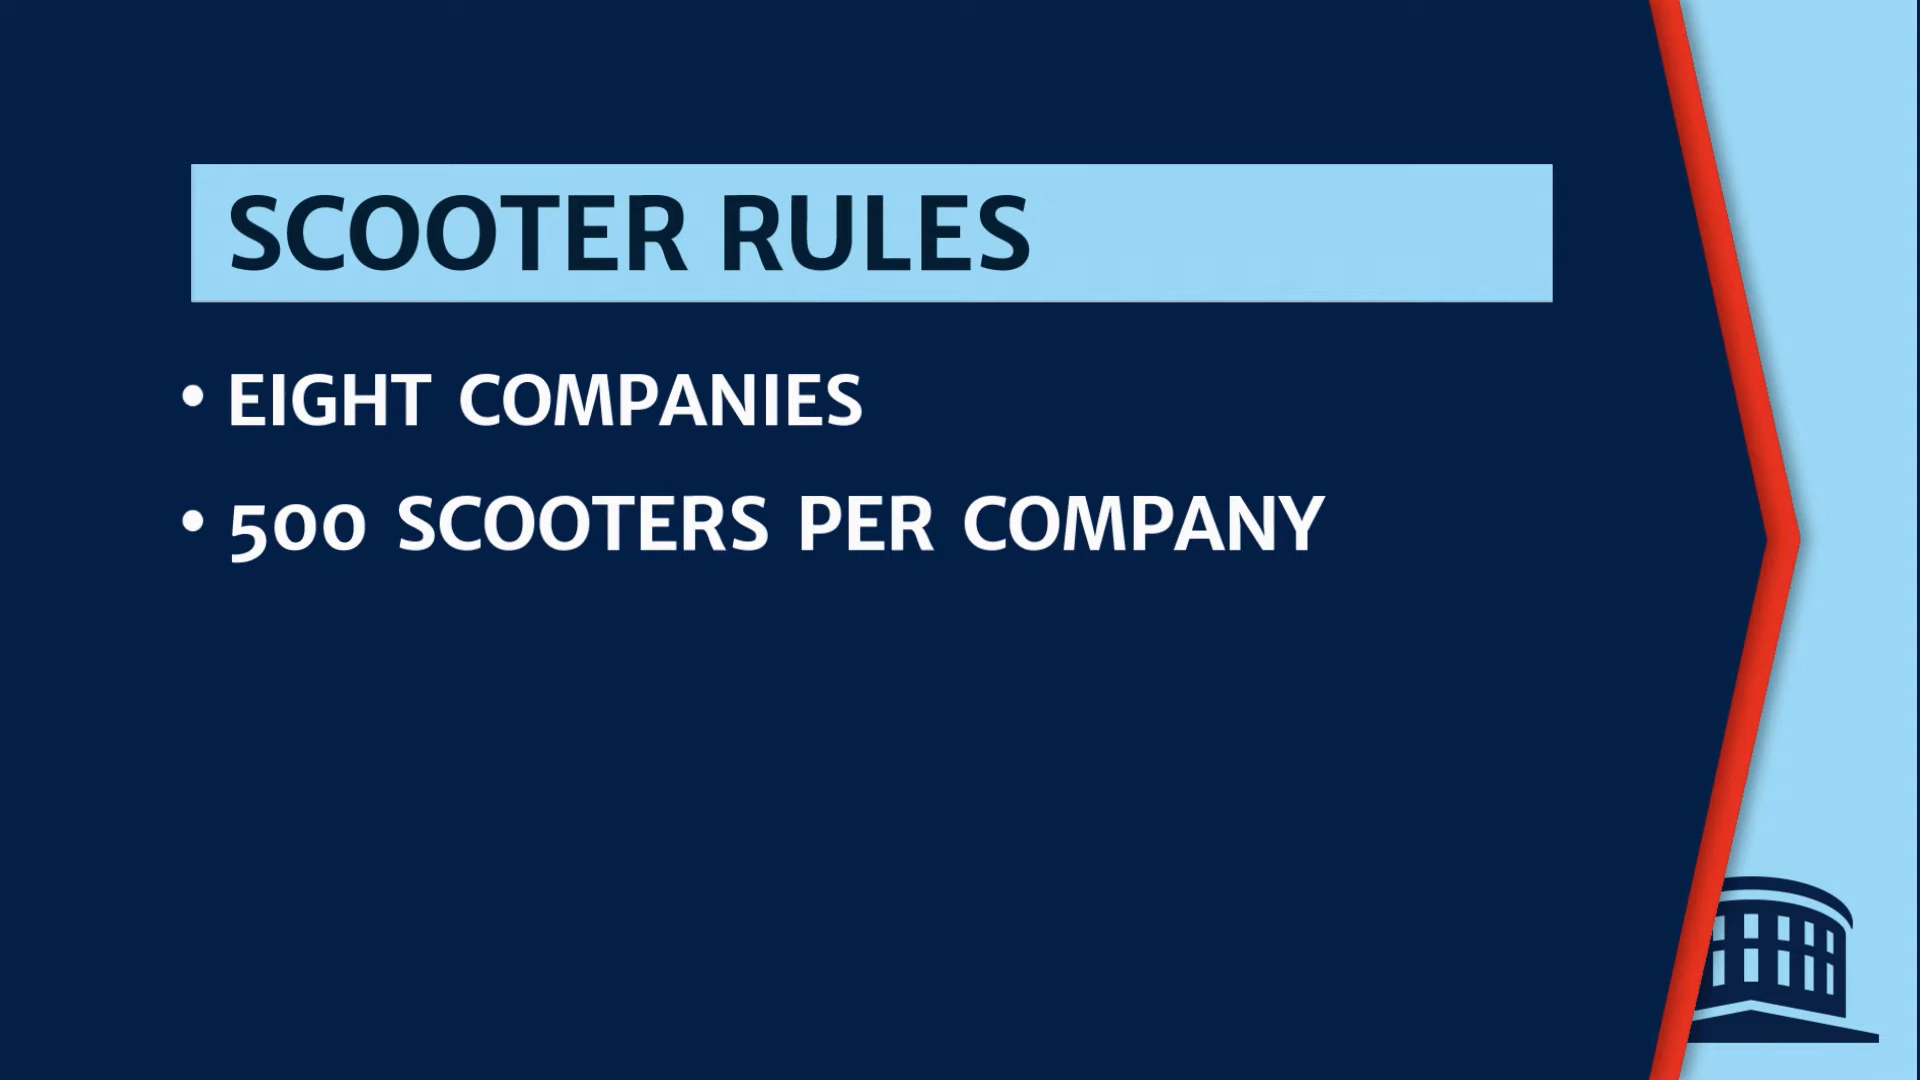 SCOOTER RULES
• EIGHT COMPANIES
• 500 SCOOTERS PER COMPANY